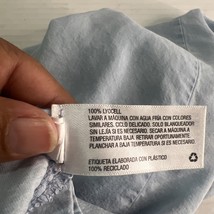 100% LYOCELL
LAVAR A MÁQUINA CON AGUA FRÍA CON COLORES
SIMILARES. CICLO DELICADO. SOLO BLANQUEADOR
SIN LEJÍA SI ES NECESARIO. SECAR A MÁQUINA A
TEMPERATURA BAJA. RETIRAR OPORTUNAMENTE.
PLANCHAR A BAJA TEMPERATURA SI ES NECESARIO.
ETIQUETA ELABORADA CON PLÁSTICO
100% RECICLADO